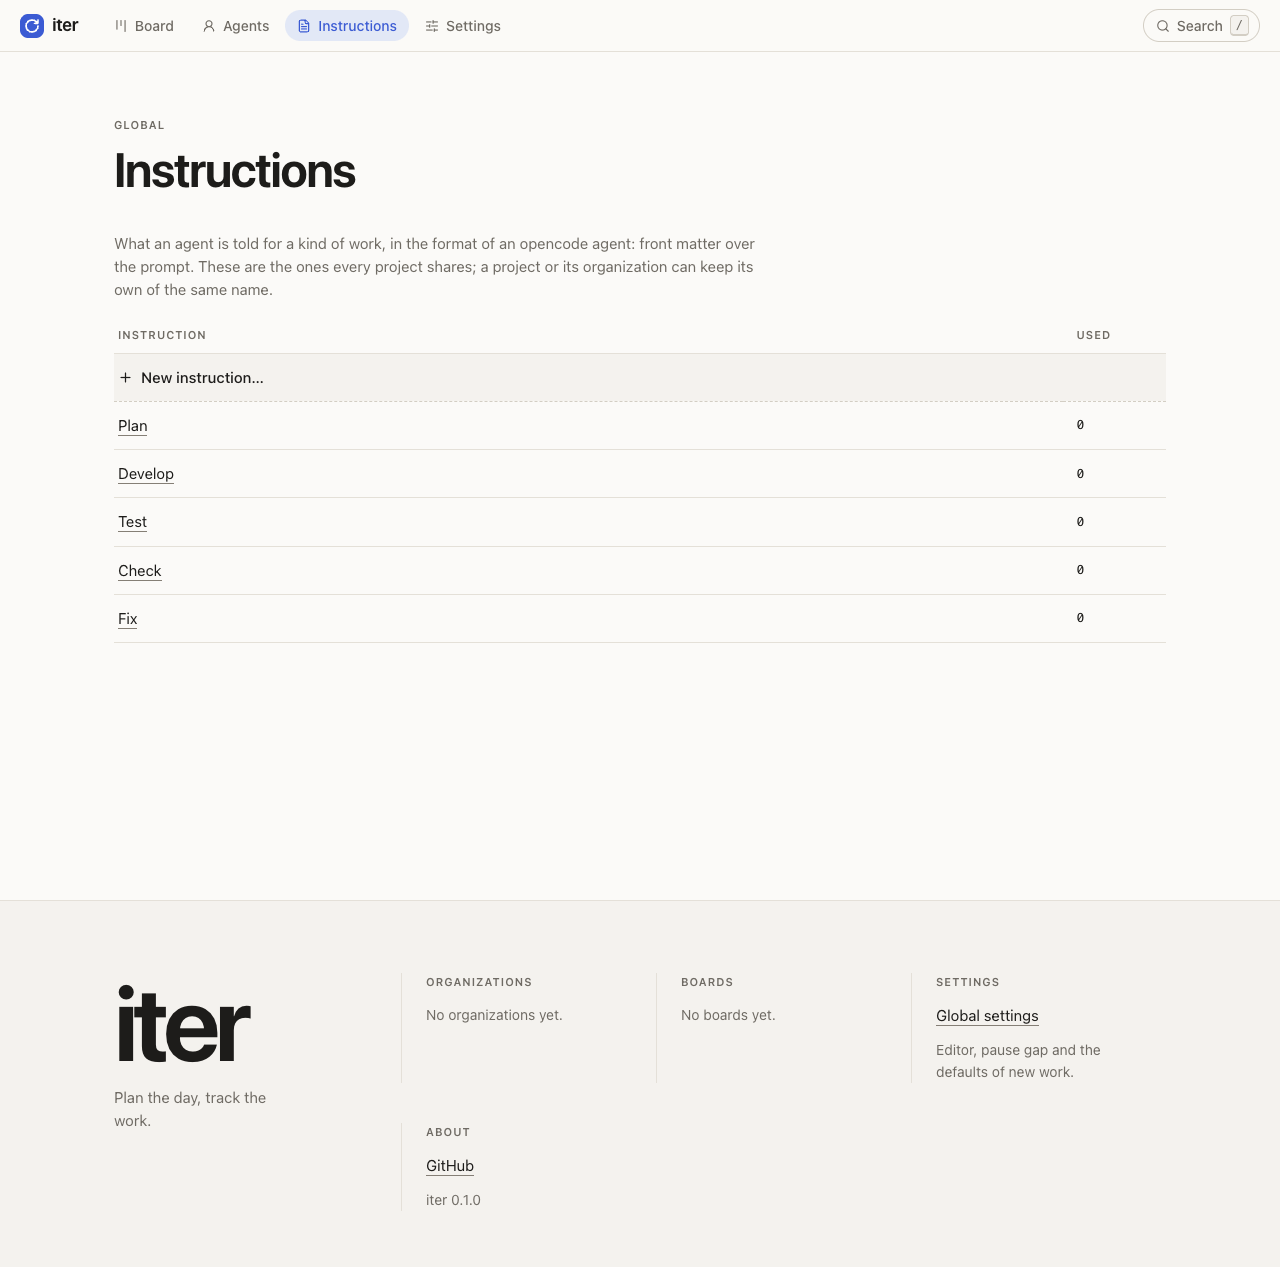 iter
Board
Agents
Instructions
Settings
Search /
GLOBAL
Instructions
What an agent is told for a kind of work, in the format of an opencode agent: front matter over
the prompt. These are the ones every project shares; a project or its organization can keep its
own of the same name.
INSTRUCTION USED
+ New instruction...
Plan 0
Develop 0
Test 0
Check 0
Fix 0
iter
Plan the day, track the
work.
ORGANIZATIONS
No organizations yet.
BOARDS
No boards yet.
SETTINGS
Global settings
Editor, pause gap and the
defaults of new work.
ABOUT
GitHub
iter 0.1.0